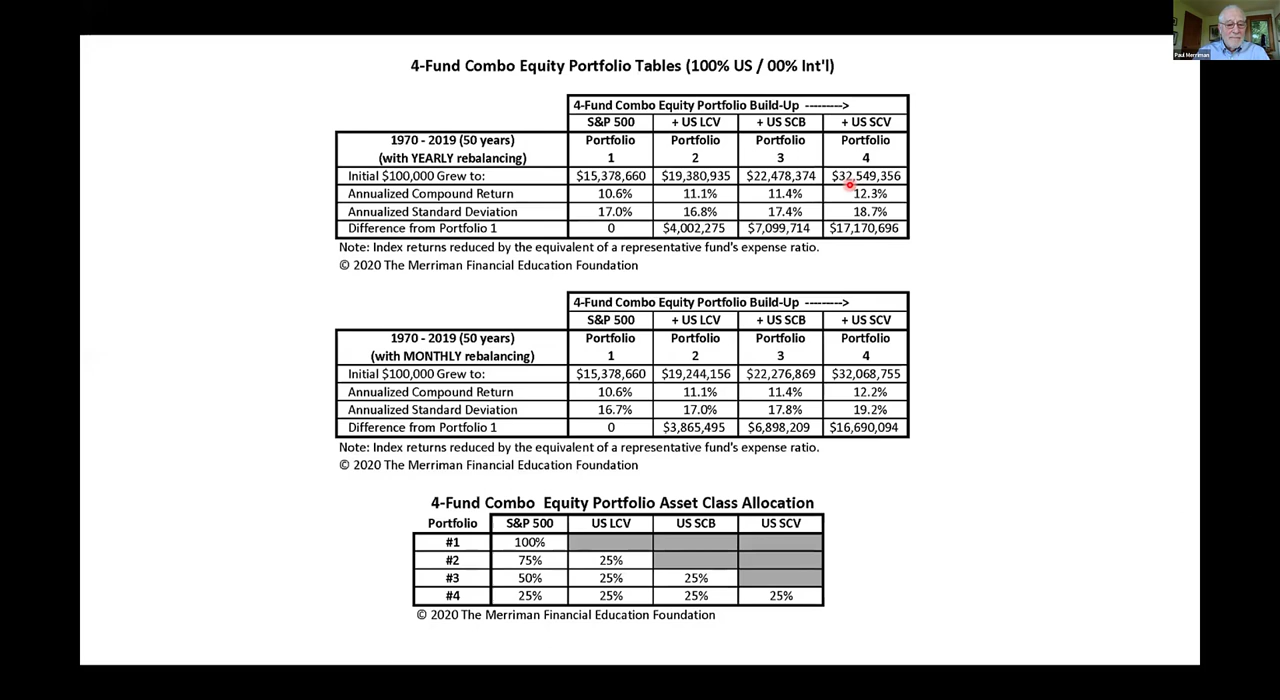 Paul Merriman
4-Fund Combo Equity Portfolio Tables (100% US / 00% Int'l)
4-Fund Combo Equity Portfolio Build-Up --------->
S&P 500 + US LCV + US SCB + US SCV
1970 - 2019 (50 years) Portfolio Portfolio Portfolio Portfolio
(with YEARLY rebalancing) 1 2 3 4
Initial $100,000 Grew to: $15,378,660 $19,380,935 $22,478,374 $32,549,356
Annualized Compound Return 10.6% 11.1% 11.4% 12.3%
Annualized Standard Deviation 17.0% 16.8% 17.4% 18.7%
Difference from Portfolio 1 0 $4,002,275 $7,099,714 $17,170,696
Note: Index returns reduced by the equivalent of a representative fund's expense ratio.
© 2020 The Merriman Financial Education Foundation
4-Fund Combo Equity Portfolio Build-Up --------->
S&P 500 + US LCV + US SCB + US SCV
1970 - 2019 (50 years) Portfolio Portfolio Portfolio Portfolio
(with MONTHLY rebalancing) 1 2 3 4
Initial $100,000 Grew to: $15,378,660 $19,244,156 $22,276,869 $32,068,755
Annualized Compound Return 10.6% 11.1% 11.4% 12.2%
Annualized Standard Deviation 16.7% 17.0% 17.8% 19.2%
Difference from Portfolio 1 0 $3,865,495 $6,898,209 $16,690,094
Note: Index returns reduced by the equivalent of a representative fund's expense ratio.
© 2020 The Merriman Financial Education Foundation
4-Fund Combo Equity Portfolio Asset Class Allocation
Portfolio S&P 500 US LCV US SCB US SCV
#1 100%
#2 75% 25%
#3 50% 25% 25%
#4 25% 25% 25% 25%
© 2020 The Merriman Financial Education Foundation